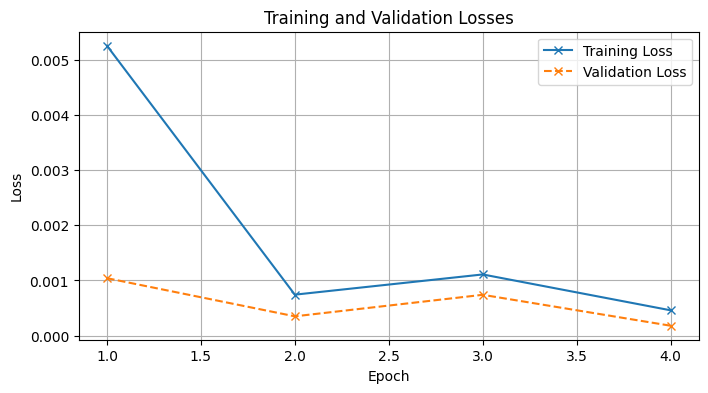 Training and Validation Losses
Training Loss
Validation Loss
Loss
0.005
0.004
0.003
0.002
0.001
0.000
1.0 1.5 2.0 2.5 3.0 3.5 4.0
Epoch